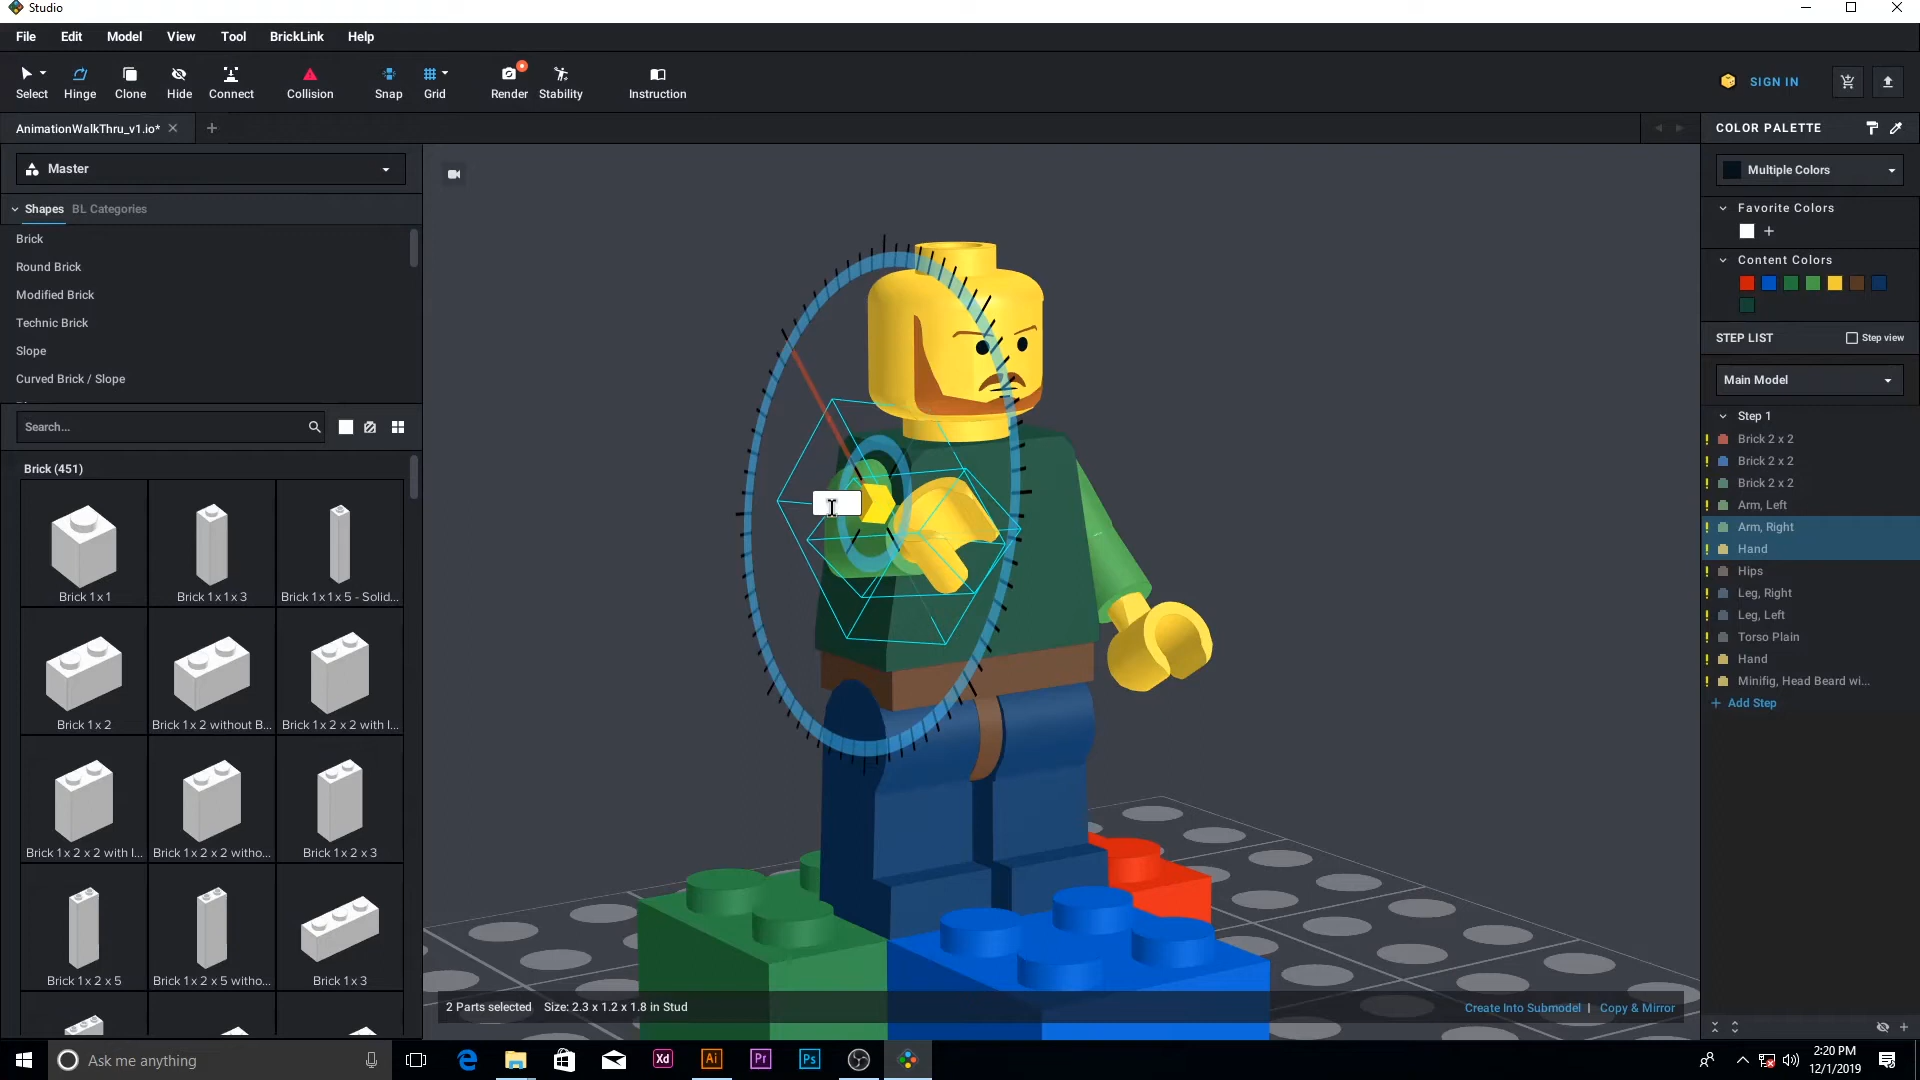 Studio
File Edit Model View Tool BrickLink Help
Select Hinge Clone Hide Connect Collision Snap Grid Render Stability Instruction
SIGN IN
AnimationWalkThru_v1.io*
Master
Shapes BL Categories
Brick
Round Brick
Modified Brick
Technic Brick
Slope
Curved Brick / Slope
Search...
Brick (451)
Brick 1 x 1
Brick 1 x 1 x 3
Brick 1 x 1 x 5 - Solid...
Brick 1 x 2
Brick 1 x 2 without B...
Brick 1 x 2 x 2 with I...
Brick 1 x 2 x 2 with I...
Brick 1 x 2 x 2 witho...
Brick 1 x 2 x 3
Brick 1 x 2 x 5
Brick 1 x 2 x 5 witho...
Brick 1 x 3
2 Parts selected Size: 2.3 x 1.2 x 1.8 in Stud
Create Into Submodel | Copy & Mirror
COLOR PALETTE
Multiple Colors
Favorite Colors
Content Colors
STEP LIST
Step view
Main Model
Step 1
Brick 2 x 2
Brick 2 x 2
Brick 2 x 2
Arm, Left
Arm, Right
Hand
Hips
Leg, Right
Leg, Left
Torso Plain
Hand
Minifig, Head Beard wi...
+ Add Step
Ask me anything
Xd
Ai
Pr
Ps
2:20 PM
12/1/2019